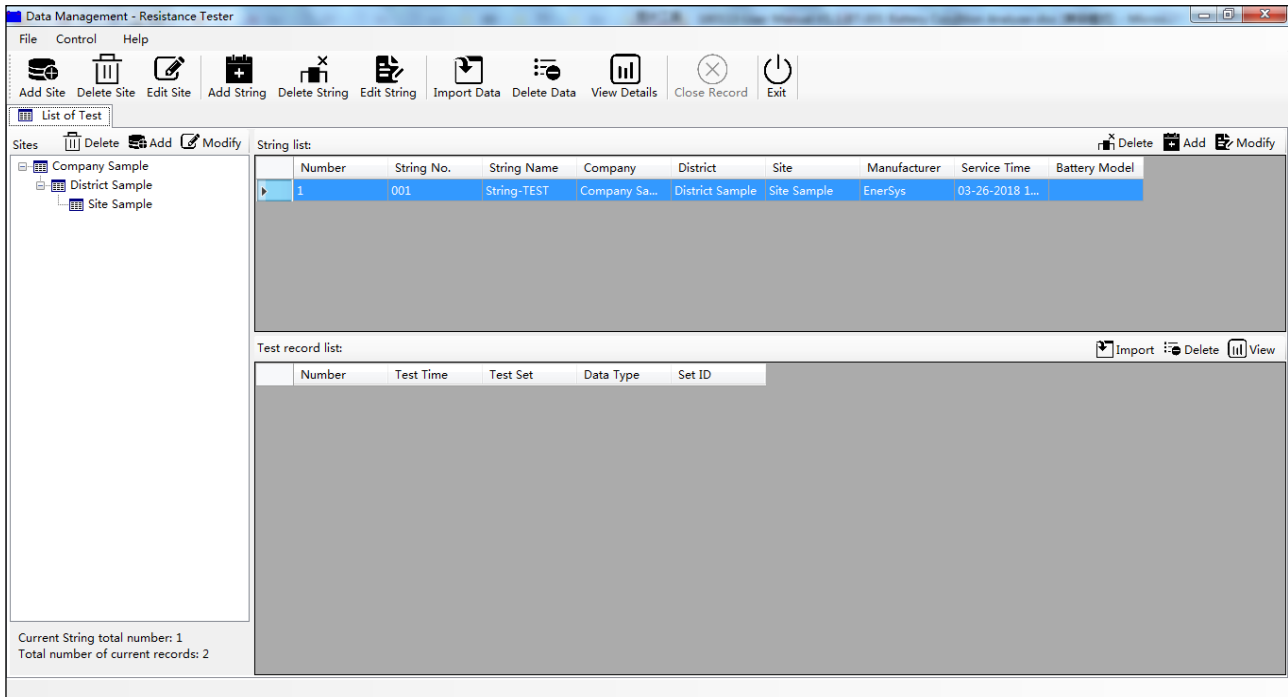 Data Management - Resistance Tester
File Control Help
Add Site Delete Site Edit Site Add String Delete String Edit String Import Data Delete Data View Details Close Record Exit
List of Test
Sites Delete Add Modify String list: Delete Add Modify
Company Sample
District Sample
Site Sample
Number String No. String Name Company District Site Manufacturer Service Time Battery Model
1 001 String-TEST Company Sa... District Sample Site Sample EnerSys 03-26-2018 1...
Test record list: Import Delete View
Number Test Time Test Set Data Type Set ID
Current String total number: 1
Total number of current records: 2